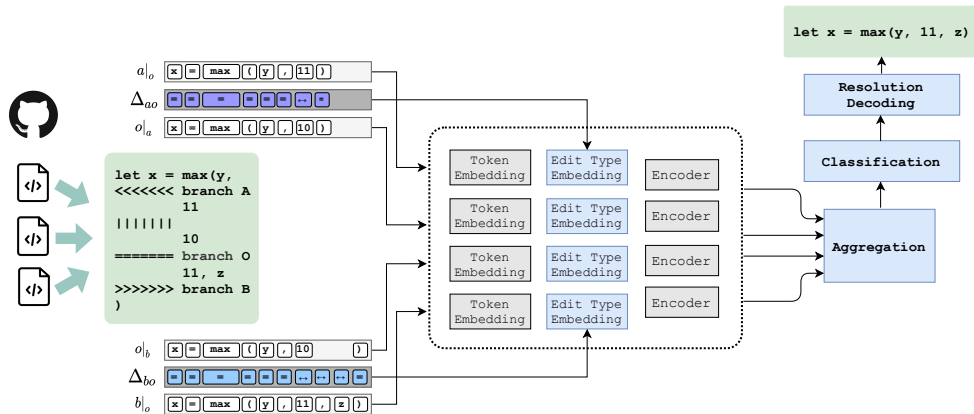 let x = max(y, 11, z)
a|ₒ x = max ( y , 11 )
Δₐₒ = = = = = = ↔ =
o|ₐ x = max ( y , 10 )
</>
</>
</>
let x = max(y,
<<<<<<< branch A
11
|||||||
10
======= branch O
11, z
>>>>>>> branch B
)
o|_b x = max ( y , 10 )
Δ_bo = = = = = = ↔ ↔ ↔ =
b|ₒ x = max ( y , 11 , z )
Token Embedding
Edit Type Embedding
Encoder
Token Embedding
Edit Type Embedding
Encoder
Token Embedding
Edit Type Embedding
Encoder
Token Embedding
Edit Type Embedding
Encoder
Aggregation
Classification
Resolution
Decoding